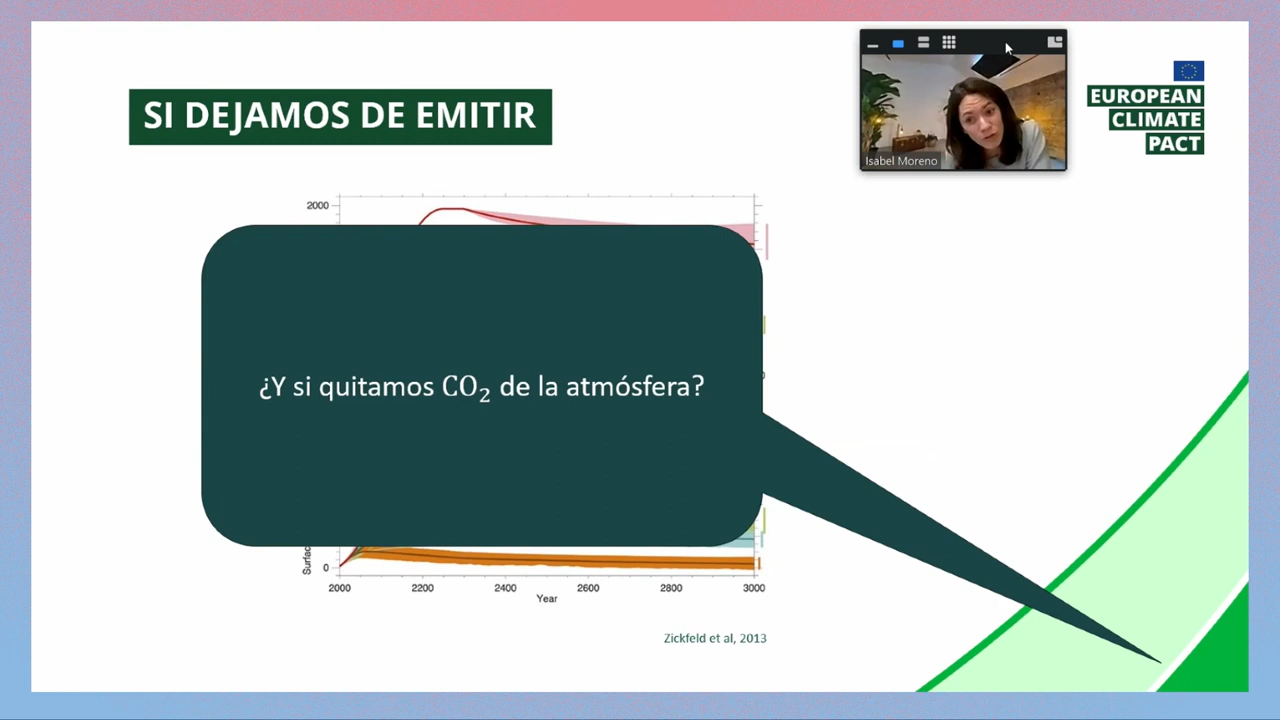 SI DEJAMOS DE EMITIR
Isabel Moreno
EUROPEAN
CLIMATE
PACT
2000
¿Y si quitamos CO₂ de la atmósfera?
0
2000 2200 2400 2600 2800 3000
Year
Zickfeld et al, 2013